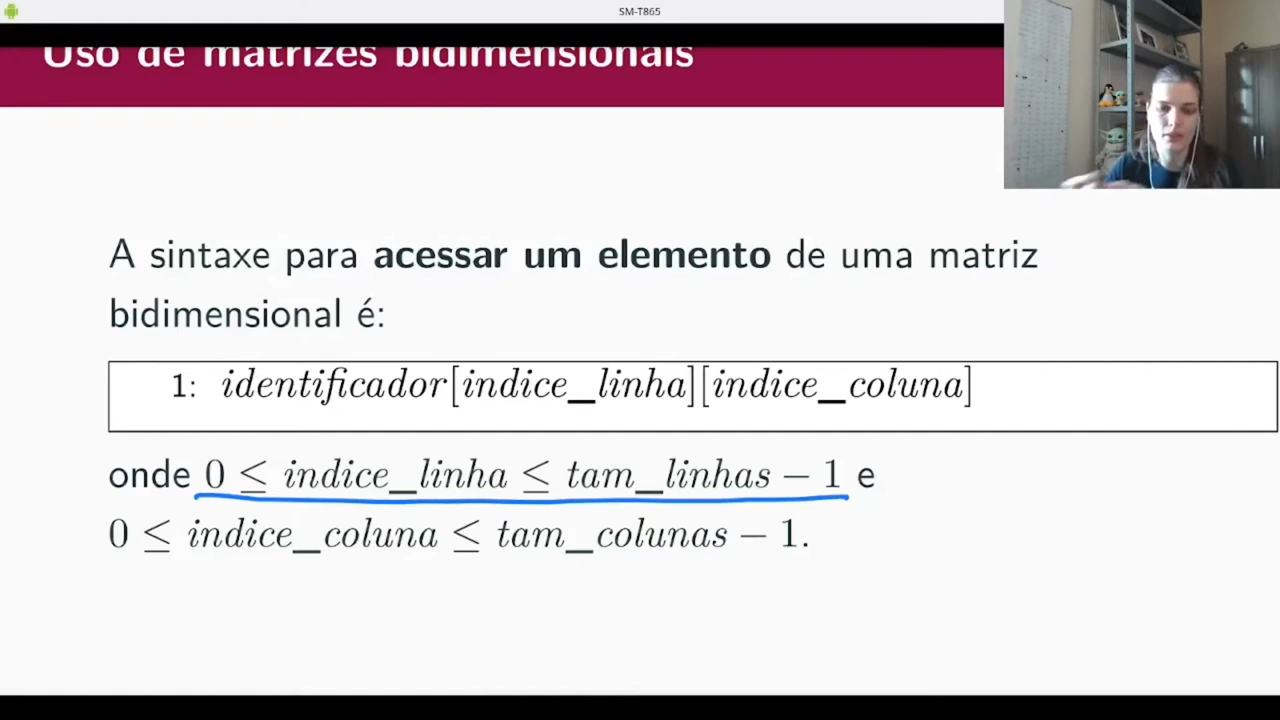 SM-T865
Uso de matrizes bidimensionais
A sintaxe para acessar um elemento de uma matriz
bidimensional é:
1: identificador[indice_linha][indice_coluna]
onde 0 ≤ indice_linha ≤ tam_linhas − 1 e
0 ≤ indice_coluna ≤ tam_colunas − 1.